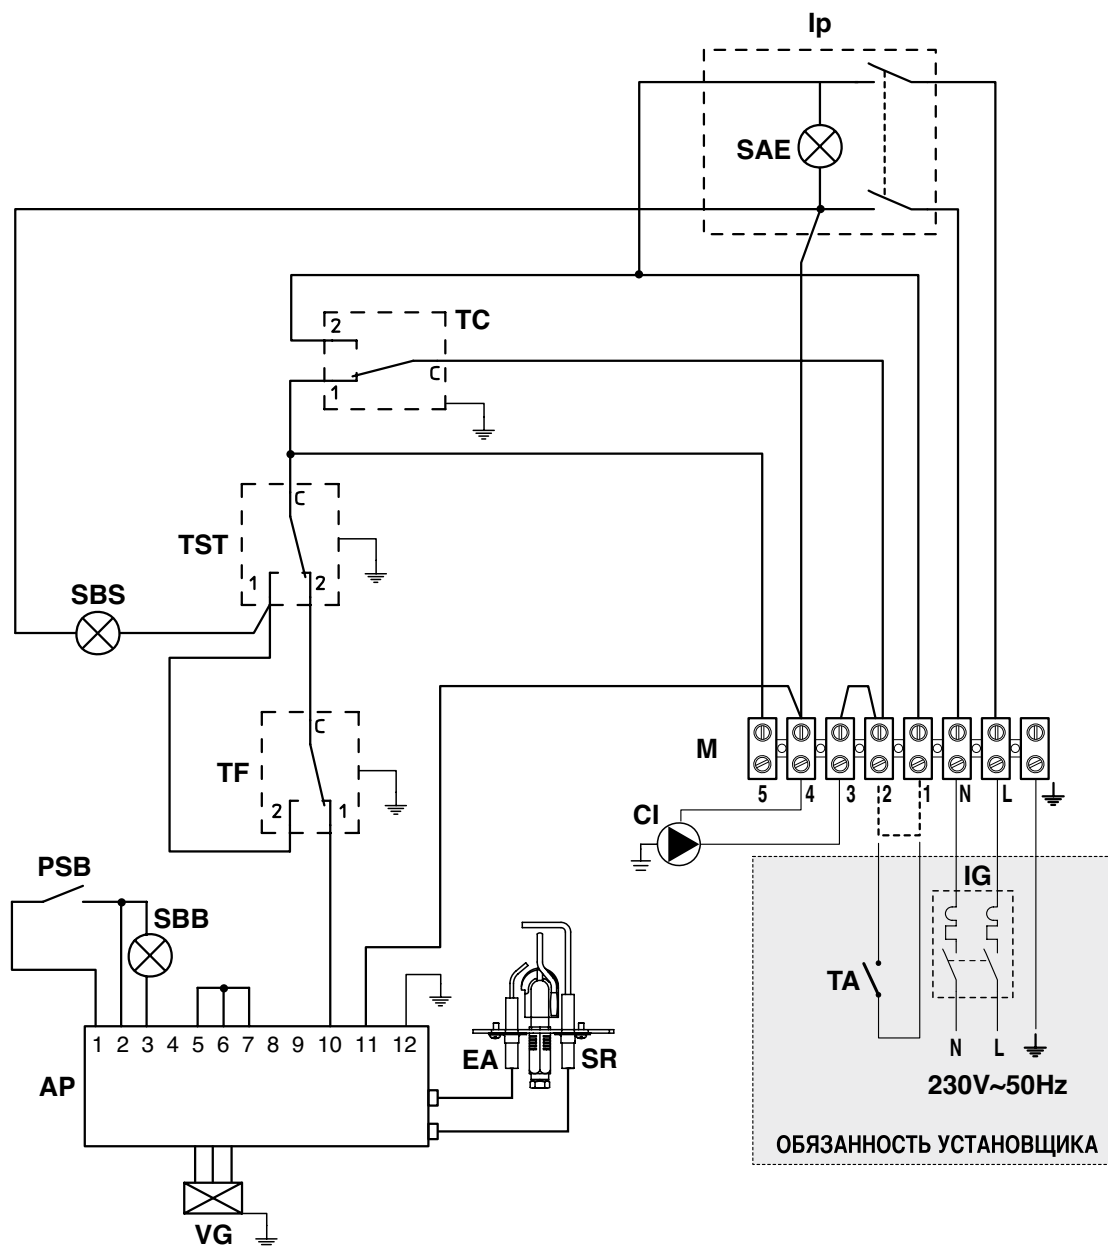 Ip
SAE
2
TC
C
1
C
TST
1
2
SBS
C
TF
2
1
M
5
4
3
2
1
N
L
CI
PSB
SBB
IG
TA
1 2 3 4 5 6 7 8 9 10 11 12
EA
SR
AP
N
L
230V~50Hz
ОБЯЗАННОСТЬ УСТАНОВЩИКА
VG